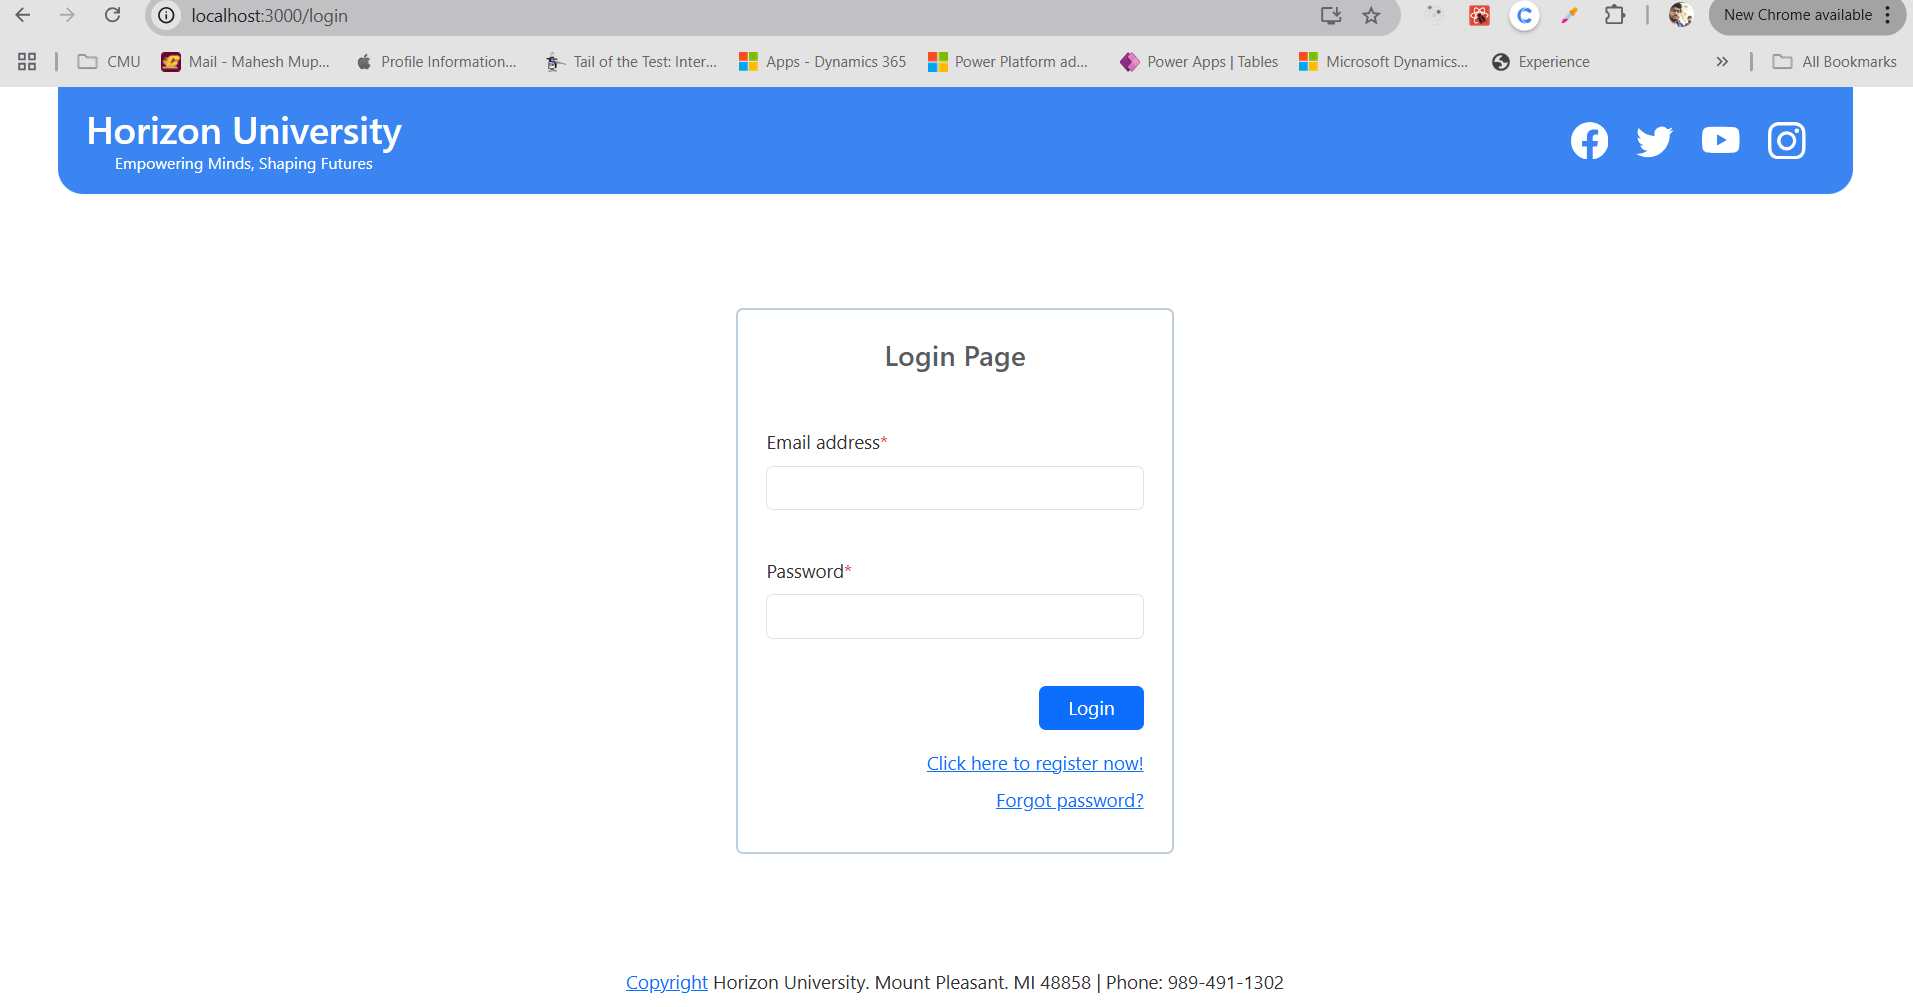 localhost:3000/login
New Chrome available
CMU
Mail - Mahesh Mup...
Profile Information...
Tail of the Test: Inter...
Apps - Dynamics 365
Power Platform ad...
Power Apps | Tables
Microsoft Dynamics...
Experience
»
All Bookmarks
Horizon University
Empowering Minds, Shaping Futures
Login Page
Email address*
Password*
Login
Click here to register now!
Forgot password?
Copyright Horizon University. Mount Pleasant. MI 48858 | Phone: 989-491-1302